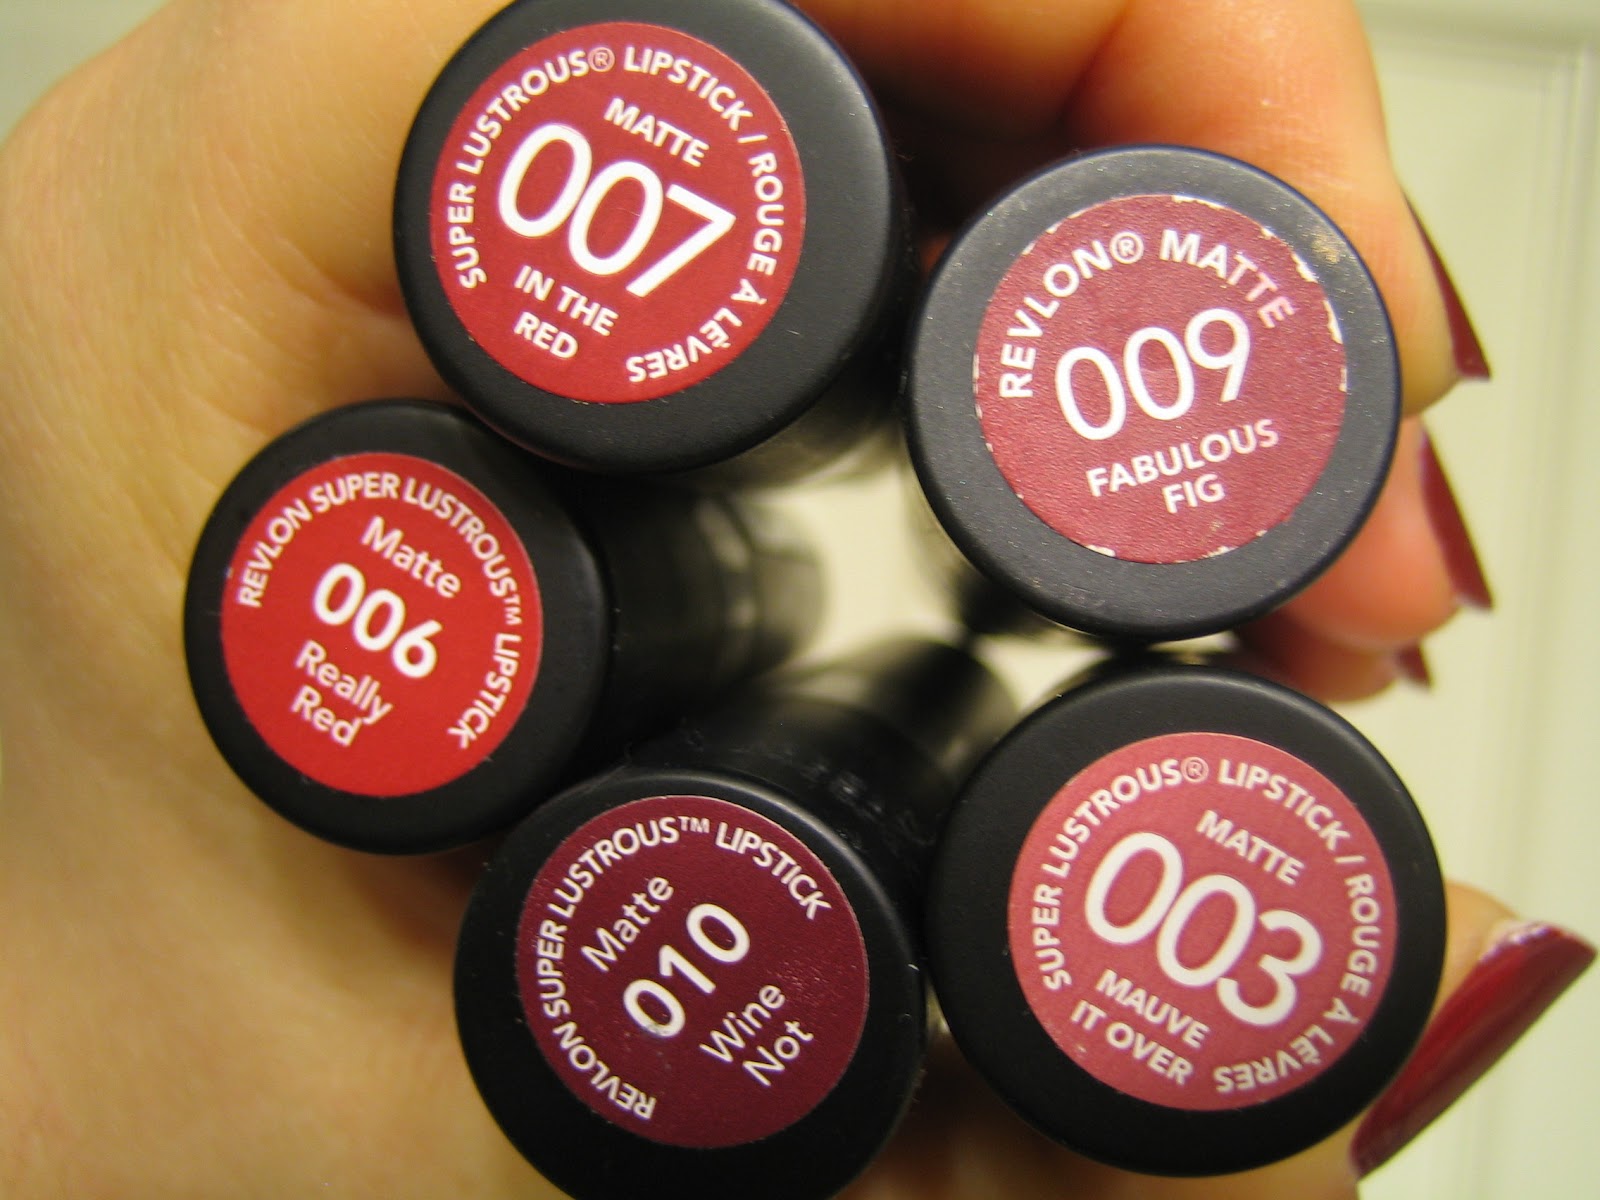 SUPER LUSTROUS® LIPSTICK / ROUGE À LÈVRES
MATTE
007
IN THE
RED
REVLON® MATTE
009
FABULOUS
FIG
REVLON SUPER LUSTROUS™ LIPSTICK
Matte
006
Really
Red
REVLON SUPER LUSTROUS™ LIPSTICK
Matte
010
Wine
Not
SUPER LUSTROUS® LIPSTICK / ROUGE À LÈVRES
MATTE
003
MAUVE
IT OVER